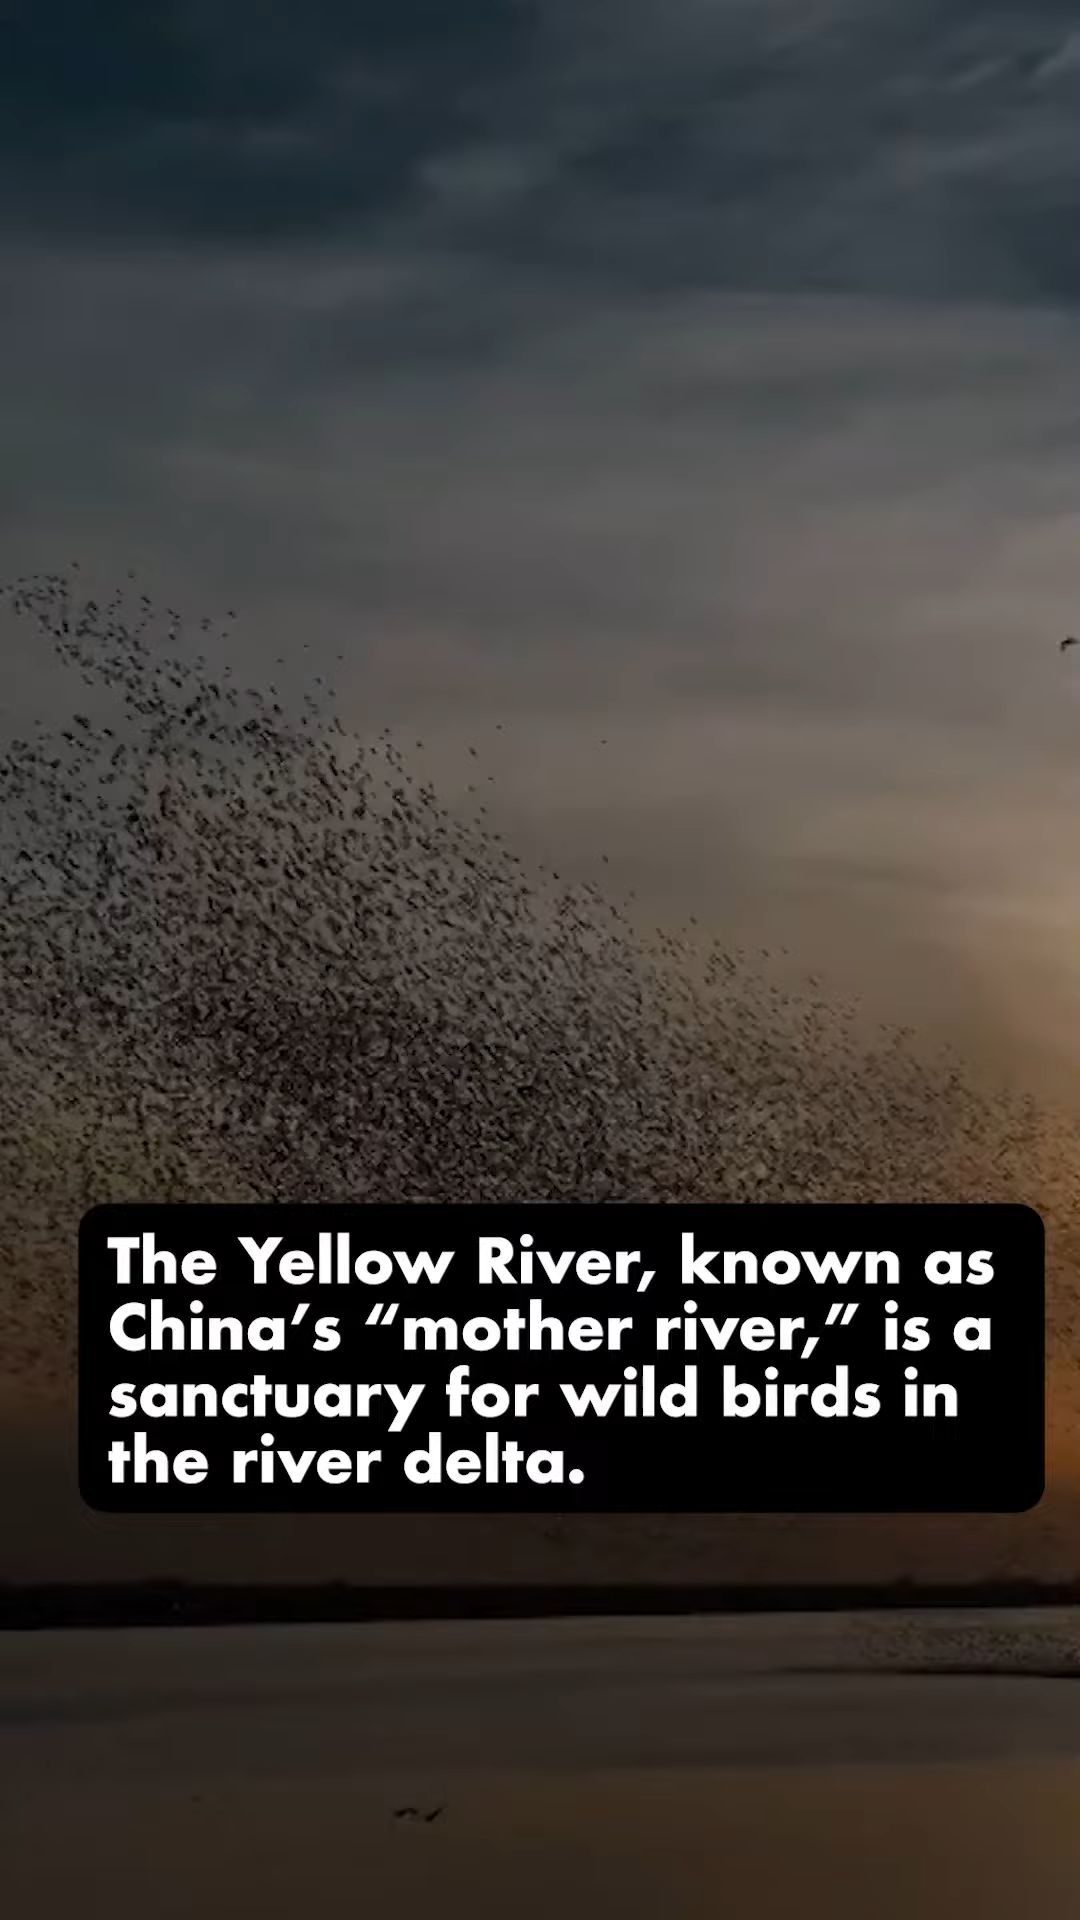 The Yellow River, known as
China’s “mother river,” is a
sanctuary for wild birds in
the river delta.